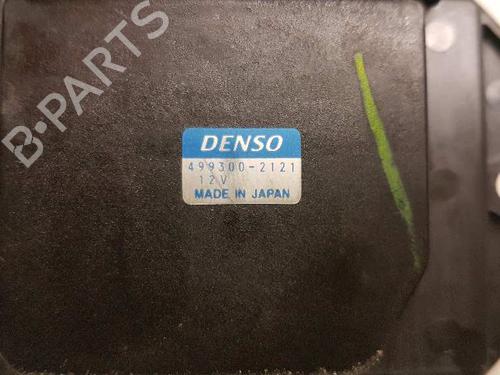 B-PARTS
DENSO
499300-2121
12V
MADE IN JAPAN